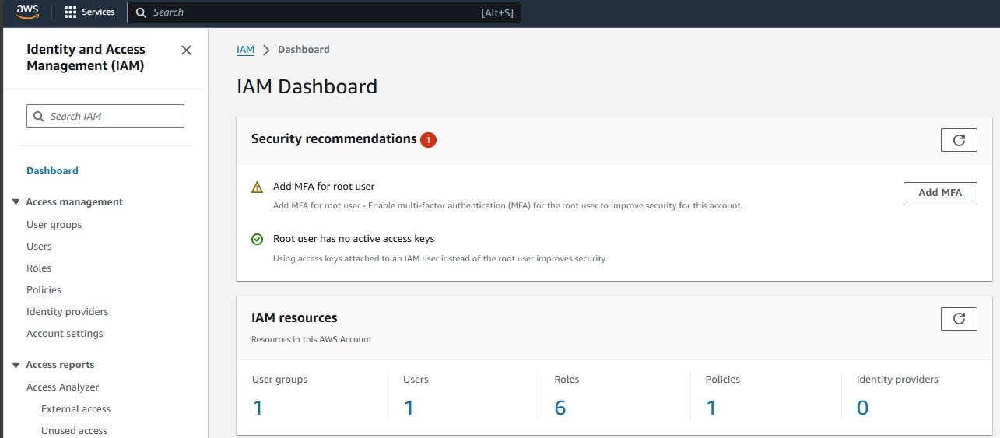 aws
Services
Search
[Alt+S]
Identity and Access
Management (IAM)
Search IAM
Dashboard
Access management
User groups
Users
Roles
Policies
Identity providers
Account settings
Access reports
Access Analyzer
External access
Unused access
IAM
Dashboard
IAM Dashboard
Security recommendations 1
Add MFA for root user
Add MFA for root user - Enable multi-factor authentication (MFA) for the root user to improve security for this account.
Add MFA
Root user has no active access keys
Using access keys attached to an IAM user instead of the root user improves security.
IAM resources
Resources in this AWS Account
User groups
1
Users
1
Roles
6
Policies
1
Identity providers
0